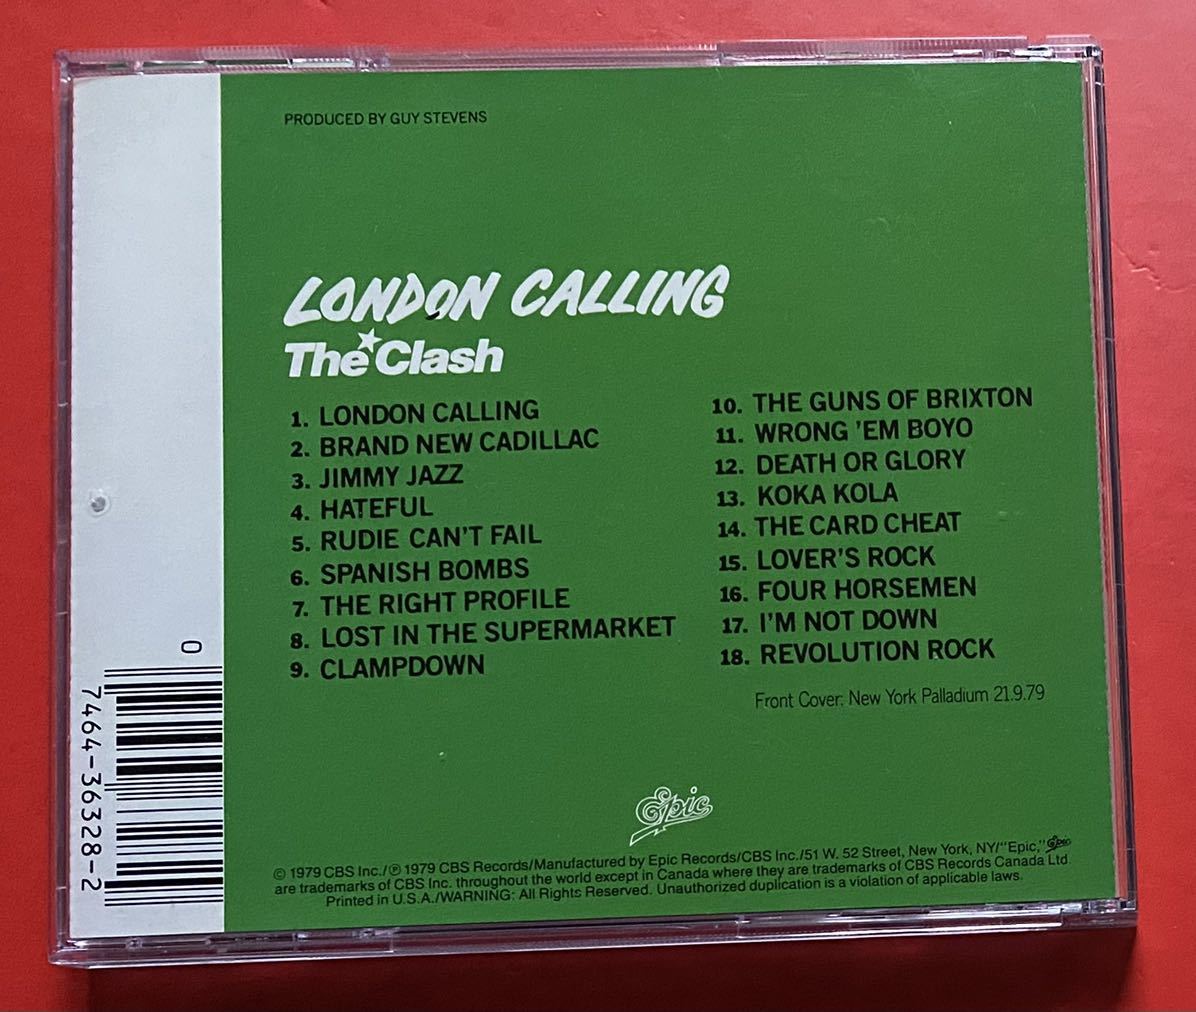 PRODUCED BY GUY STEVENS
LONDON CALLING
The Clash
1. LONDON CALLING
2. BRAND NEW CADILLAC
3. JIMMY JAZZ
4. HATEFUL
5. RUDIE CAN'T FAIL
6. SPANISH BOMBS
7. THE RIGHT PROFILE
8. LOST IN THE SUPERMARKET
9. CLAMPDOWN
10. THE GUNS OF BRIXTON
11. WRONG 'EM BOYO
12. DEATH OR GLORY
13. KOKA KOLA
14. THE CARD CHEAT
15. LOVER'S ROCK
16. FOUR HORSEMEN
17. I'M NOT DOWN
18. REVOLUTION ROCK
Front Cover: New York Palladium 21.9.79
Epic
© 1979 CBS Inc./℗ 1979 CBS Records/Manufactured by Epic Records/CBS Inc./51 W. 52 Street, New York, NY/"Epic," Epic
are trademarks of CBS Inc. throughout the world except in Canada where they are trademarks of CBS Records Canada Ltd.
Printed in U.S.A./WARNING: All Rights Reserved. Unauthorized duplication is a violation of applicable laws.
0
7464-36328-2